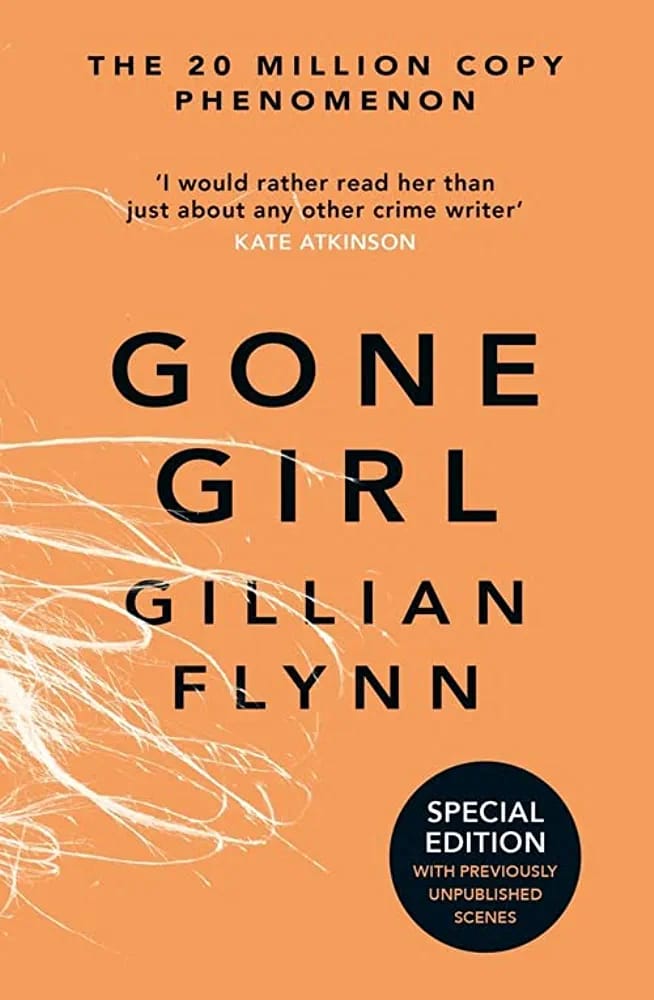 THE 20 MILLION COPY
PHENOMENON
‘I would rather read her than
just about any other crime writer’
KATE ATKINSON
GONE
GIRL
GILLIAN
FLYNN
SPECIAL
EDITION
WITH PREVIOUSLY
UNPUBLISHED
SCENES